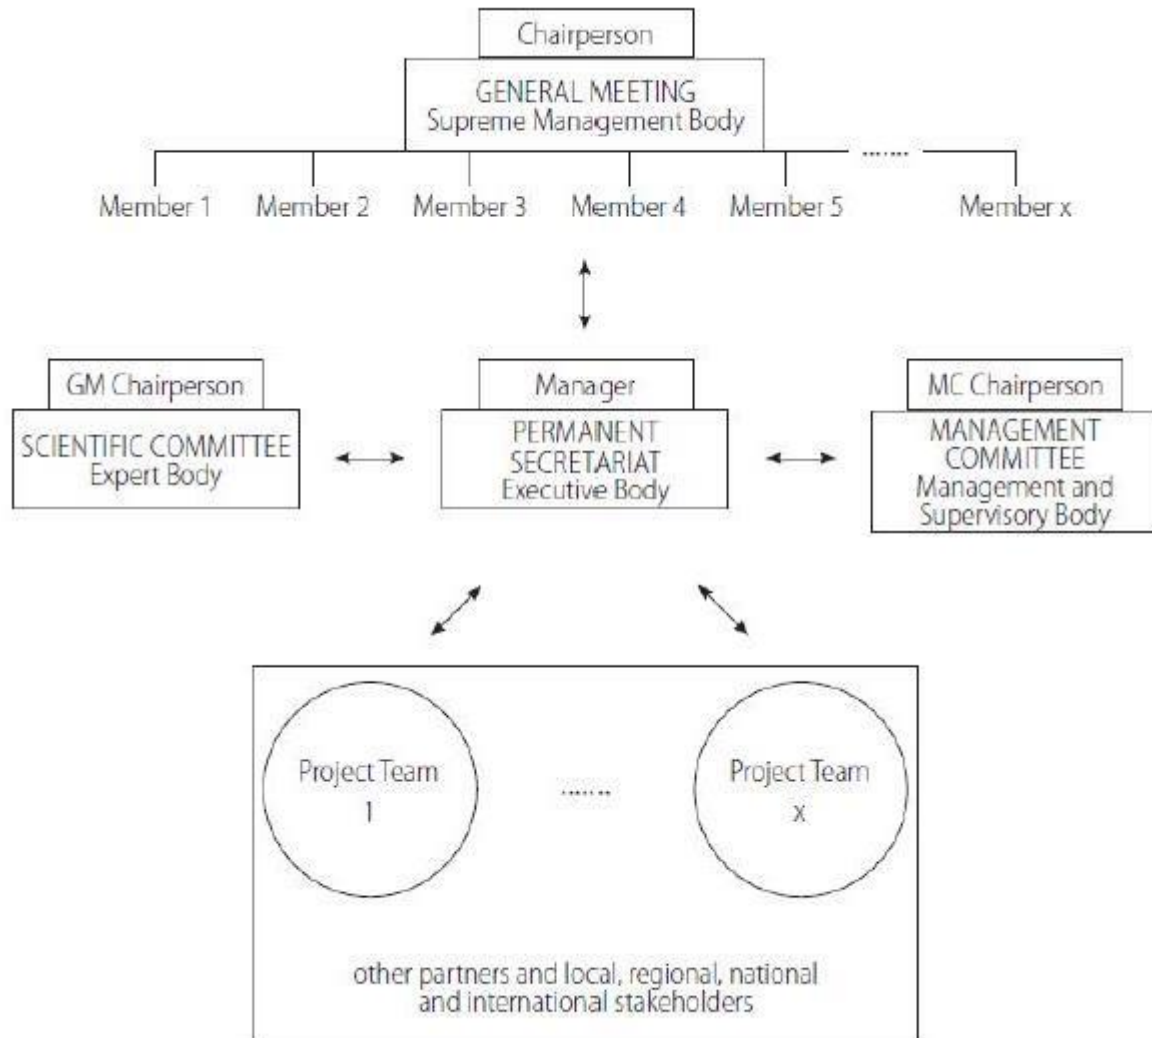 Chairperson
GENERAL MEETING
Supreme Management Body
.......
Member 1
Member 2
Member 3
Member 4
Member 5
Member x
GM Chairperson
SCIENTIFIC COMMITTEE
Expert Body
Manager
PERMANENT
SECRETARIAT
Executive Body
MC Chairperson
MANAGEMENT
COMMITTEE
Management and
Supervisory Body
Project Team
1
.......
Project Team
x
other partners and local, regional, national
and international stakeholders